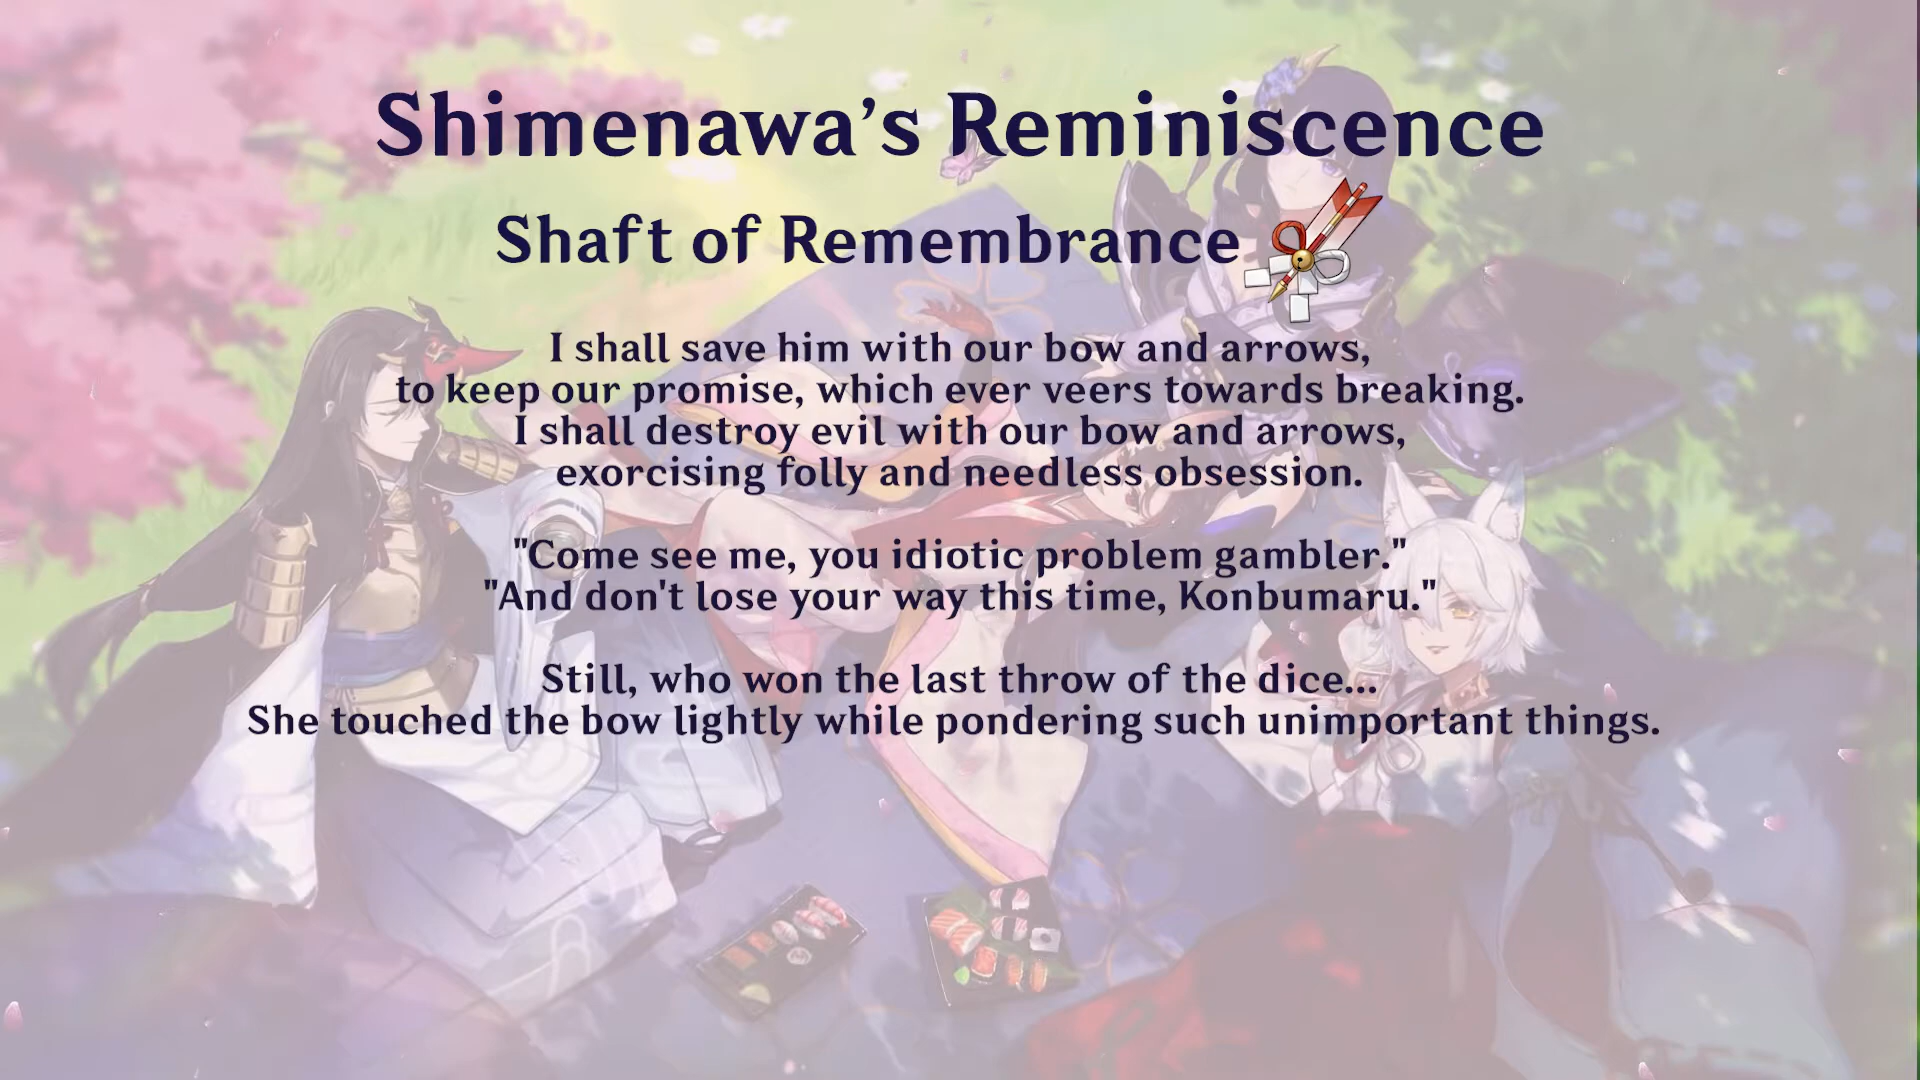 Shimenawa’s Reminiscence
Shaft of Remembrance
I shall save him with our bow and arrows,
to keep our promise, which ever veers towards breaking.
I shall destroy evil with our bow and arrows,
exorcising folly and needless obsession.
"Come see me, you idiotic problem gambler."
"And don't lose your way this time, Konbumaru."
Still, who won the last throw of the dice...
She touched the bow lightly while pondering such unimportant things.